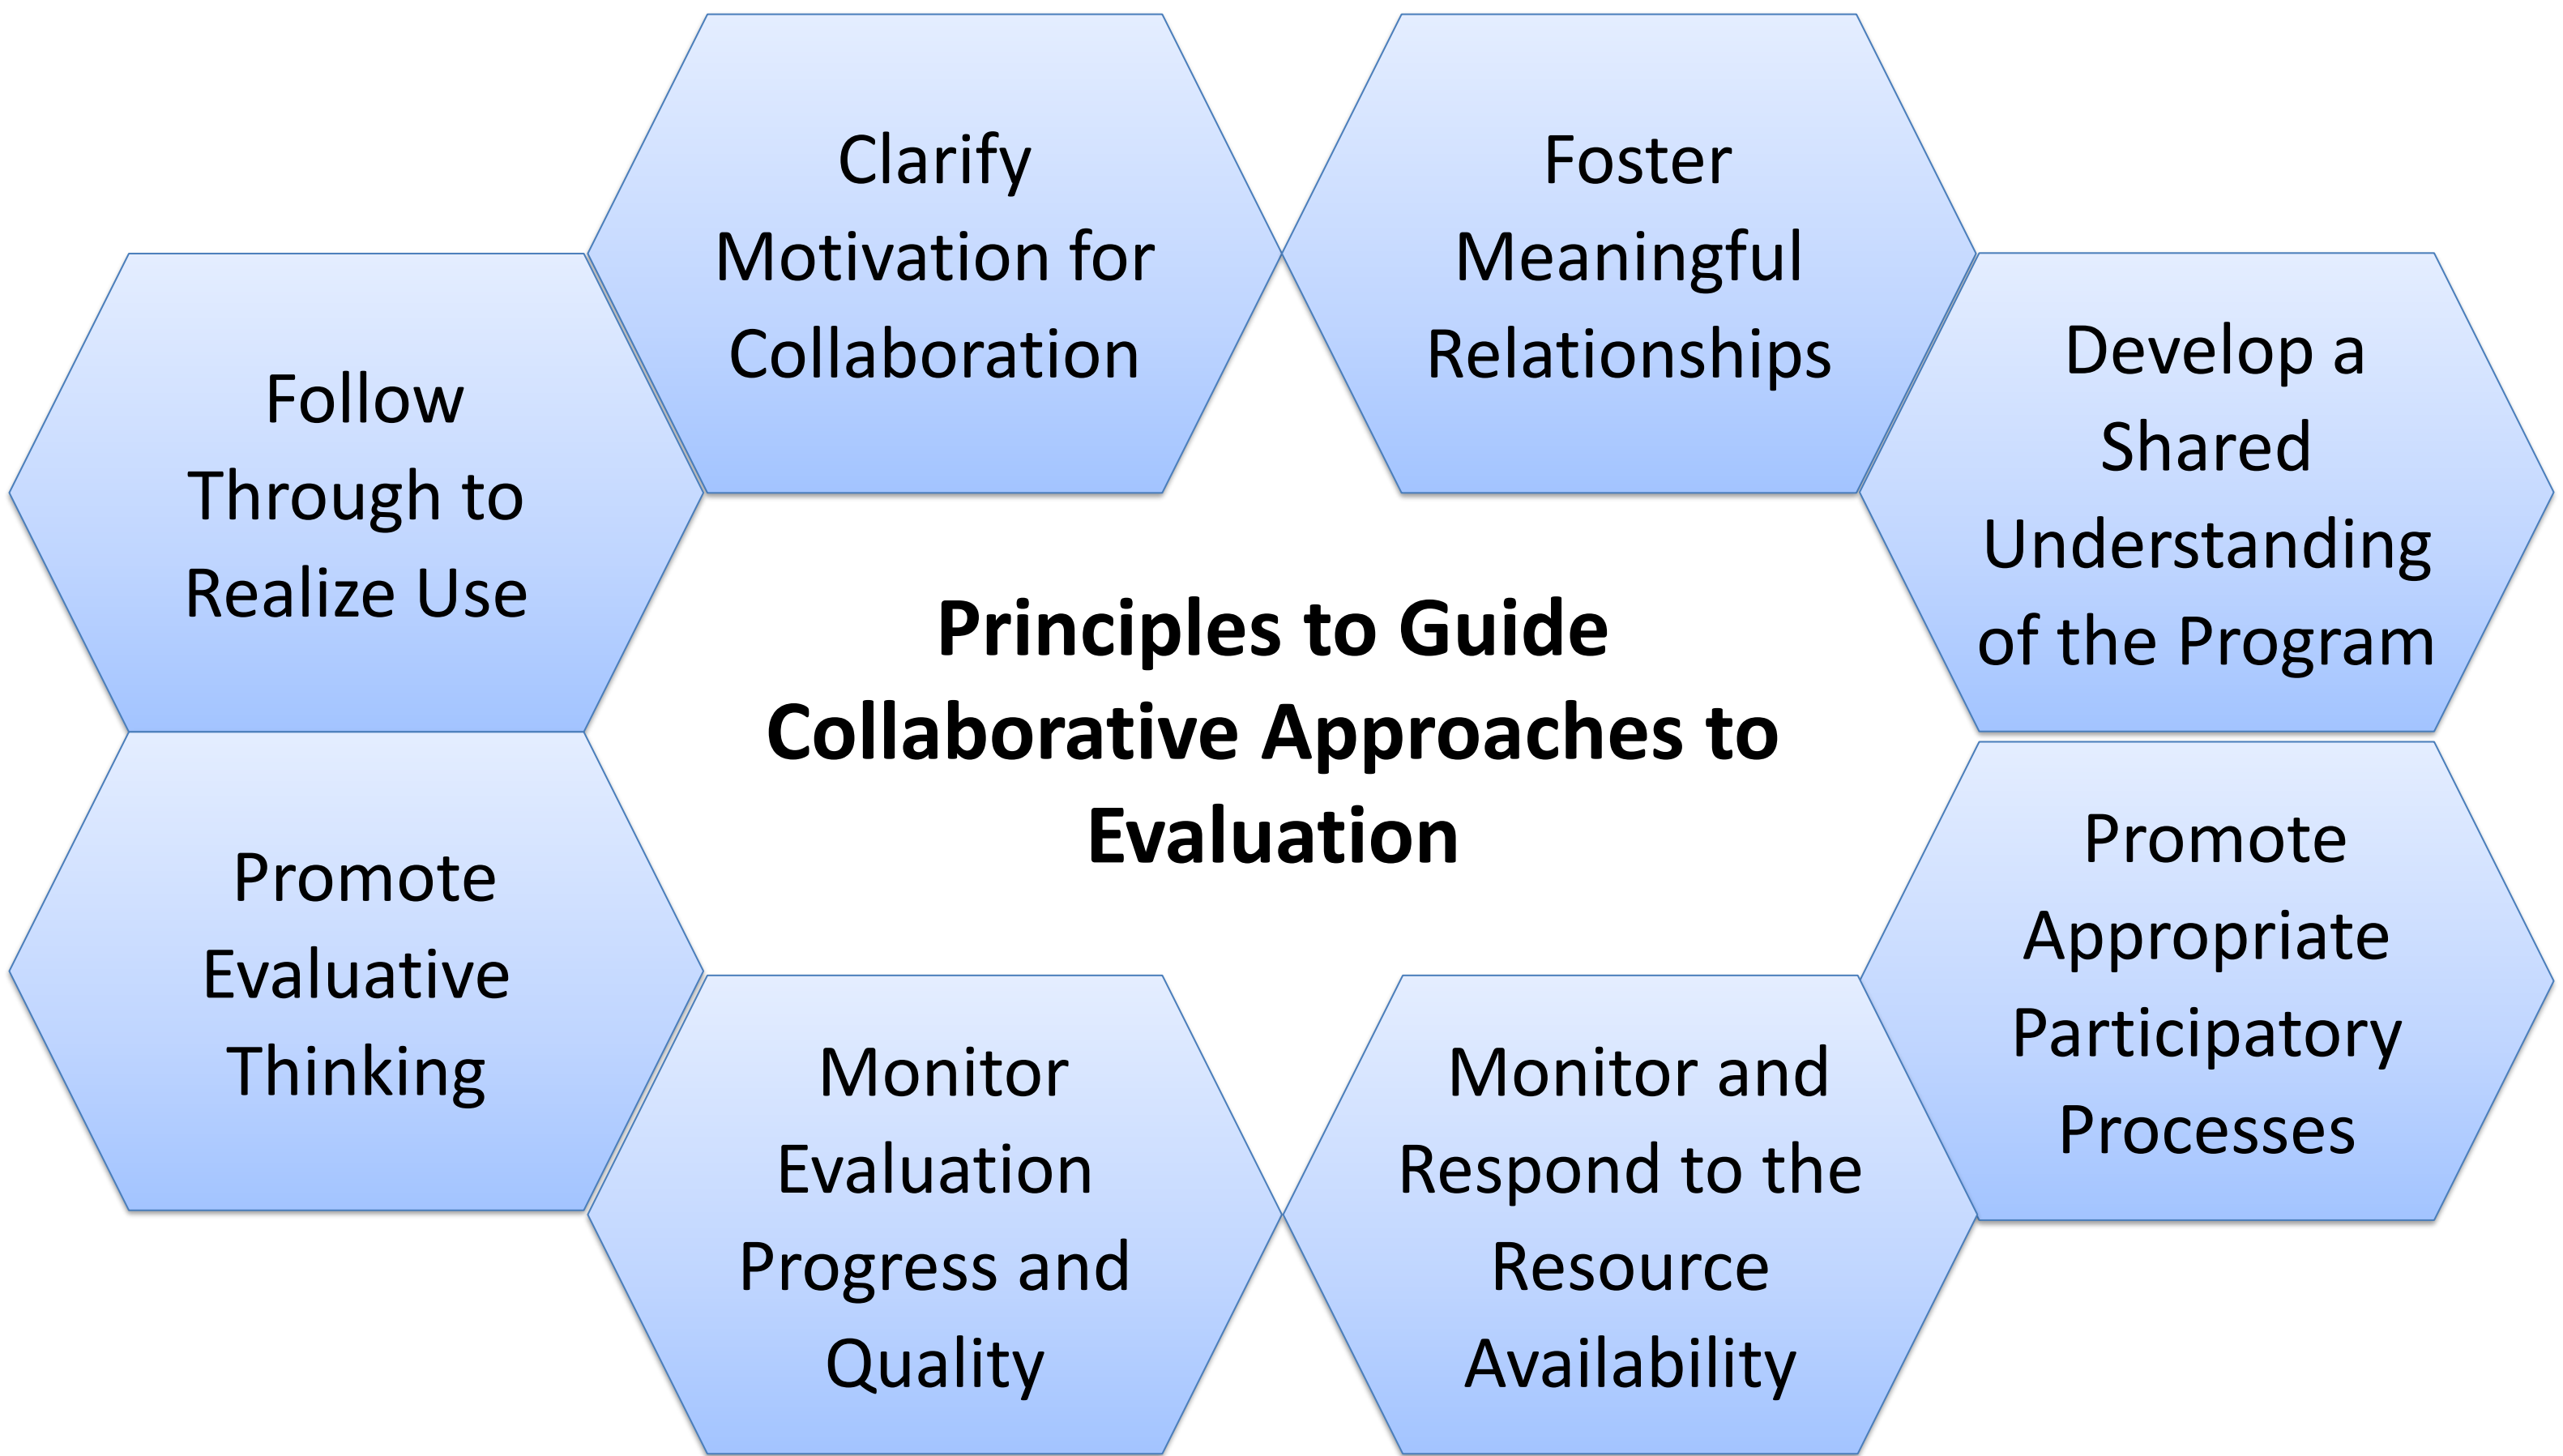 Clarify
Motivation for
Collaboration
Foster
Meaningful
Relationships
Develop a
Shared
Understanding
of the Program
Promote
Appropriate
Participatory
Processes
Monitor and
Respond to the
Resource
Availability
Monitor
Evaluation
Progress and
Quality
Promote
Evaluative
Thinking
Follow
Through to
Realize Use
Principles to Guide
Collaborative Approaches to
Evaluation